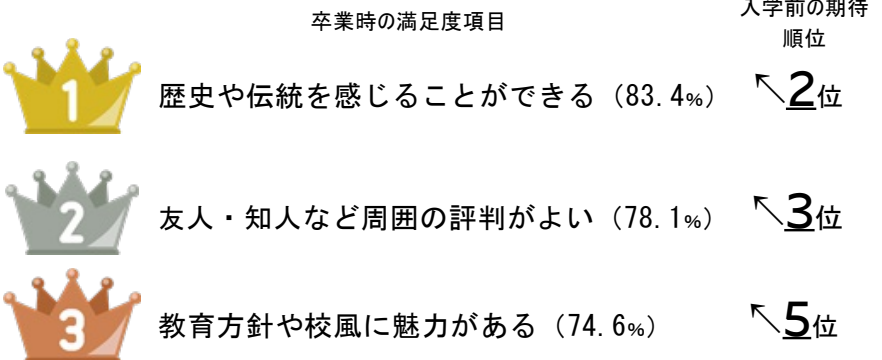 卒業時の満足度項目
入学前の期待
順位
1
歴史や伝統を感じることができる（83.4%）
↖2位
2
友人・知人など周囲の評判がよい（78.1%）
↖3位
3
教育方針や校風に魅力がある（74.6%）
↖5位